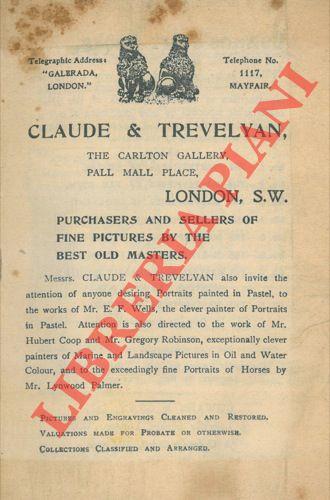 Telegraphic Address:
"GALERADA,
LONDON."
Telephone No.
1117,
MAYFAIR.
CLAUDE & TREVELYAN,
THE CARLTON GALLERY,
PALL MALL PLACE,
LONDON, S.W.
PURCHASERS AND SELLERS OF
FINE PICTURES BY THE
BEST OLD MASTERS.
Messrs. CLAUDE & TREVELYAN also invite the
attention of anyone desiring Portraits painted in Pastel, to
the works of Mr. E. F. Wells, the clever painter of Portraits
in Pastel. Attention is also directed to the work of Mr.
Hubert Coop and Mr. Gregory Robinson, exceptionally clever
painters of Marine and Landscape Pictures in Oil and Water
Colour, and to the exceedingly fine Portraits of Horses by
Mr. Lynwood Palmer.
PICTURES AND ENGRAVINGS CLEANED AND RESTORED.
VALUATIONS MADE FOR PROBATE OR OTHERWISE.
COLLECTIONS CLASSIFIED AND ARRANGED.
LIBRERIA PIANI